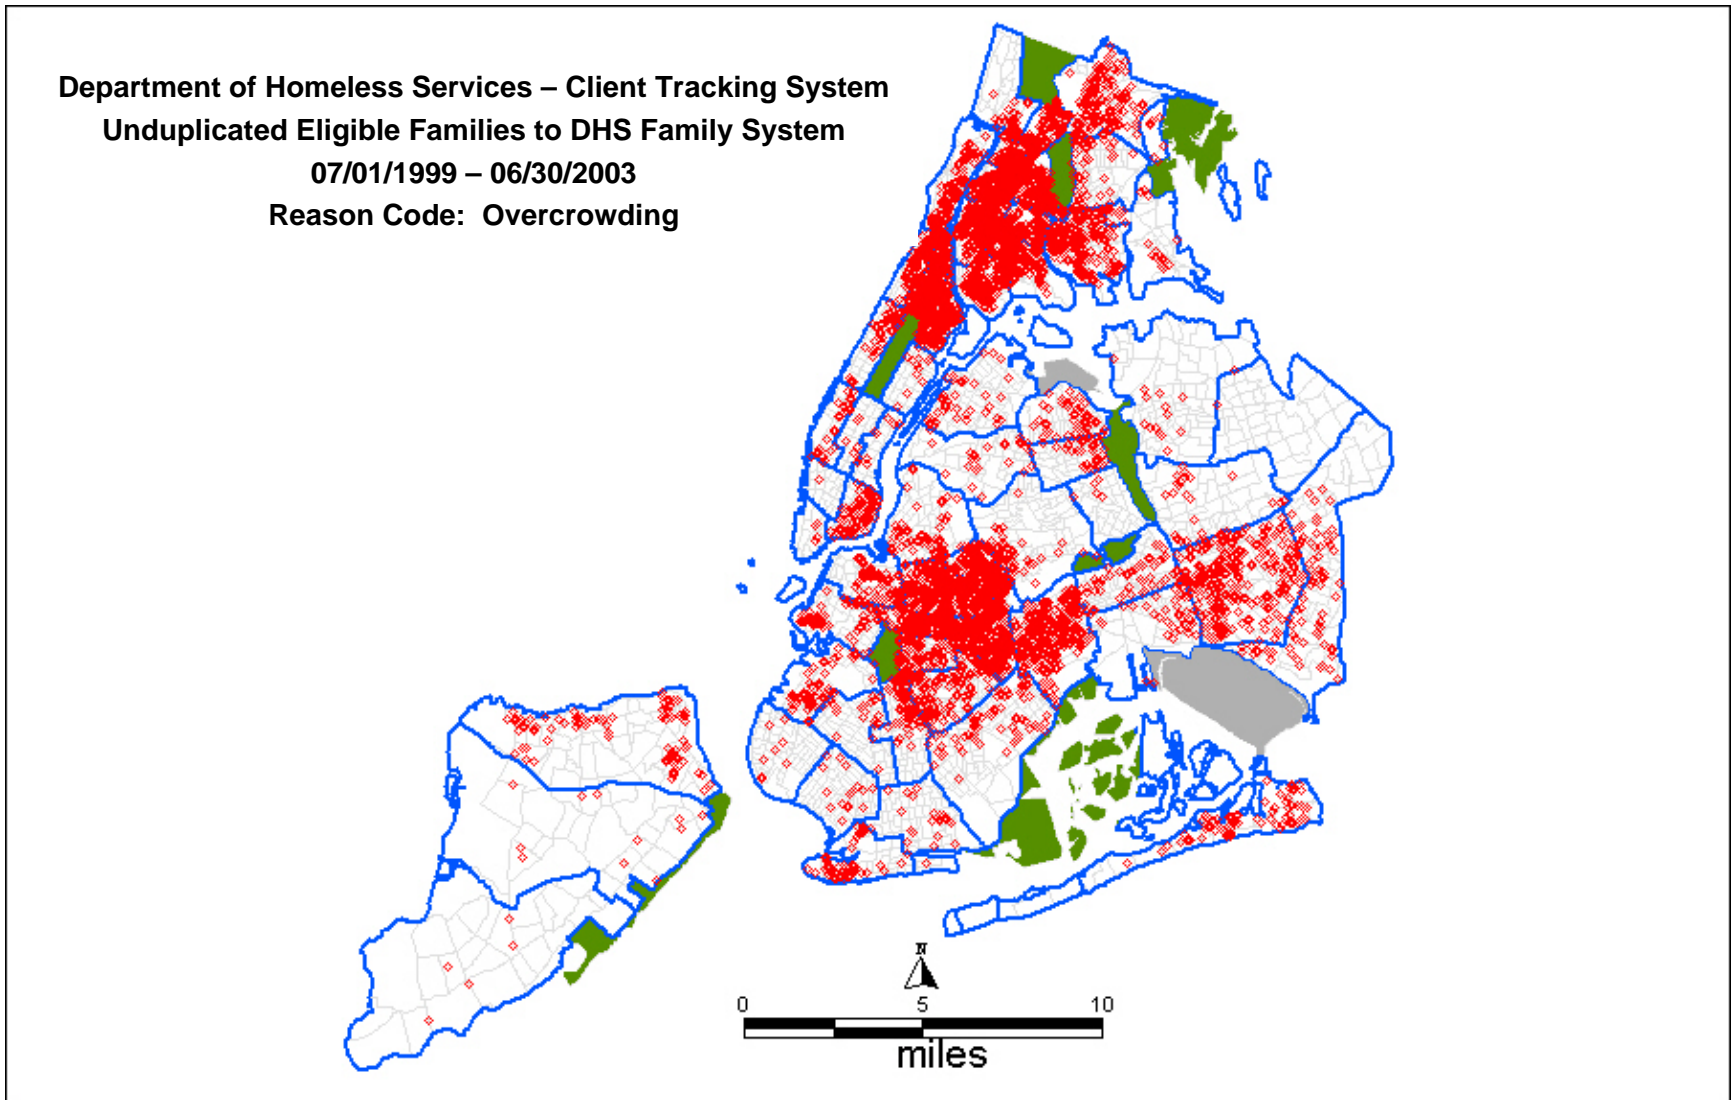 Department of Homeless Services – Client Tracking System
Unduplicated Eligible Families to DHS Family System
07/01/1999 – 06/30/2003
Reason Code:  Overcrowding
N
0 5 10
miles